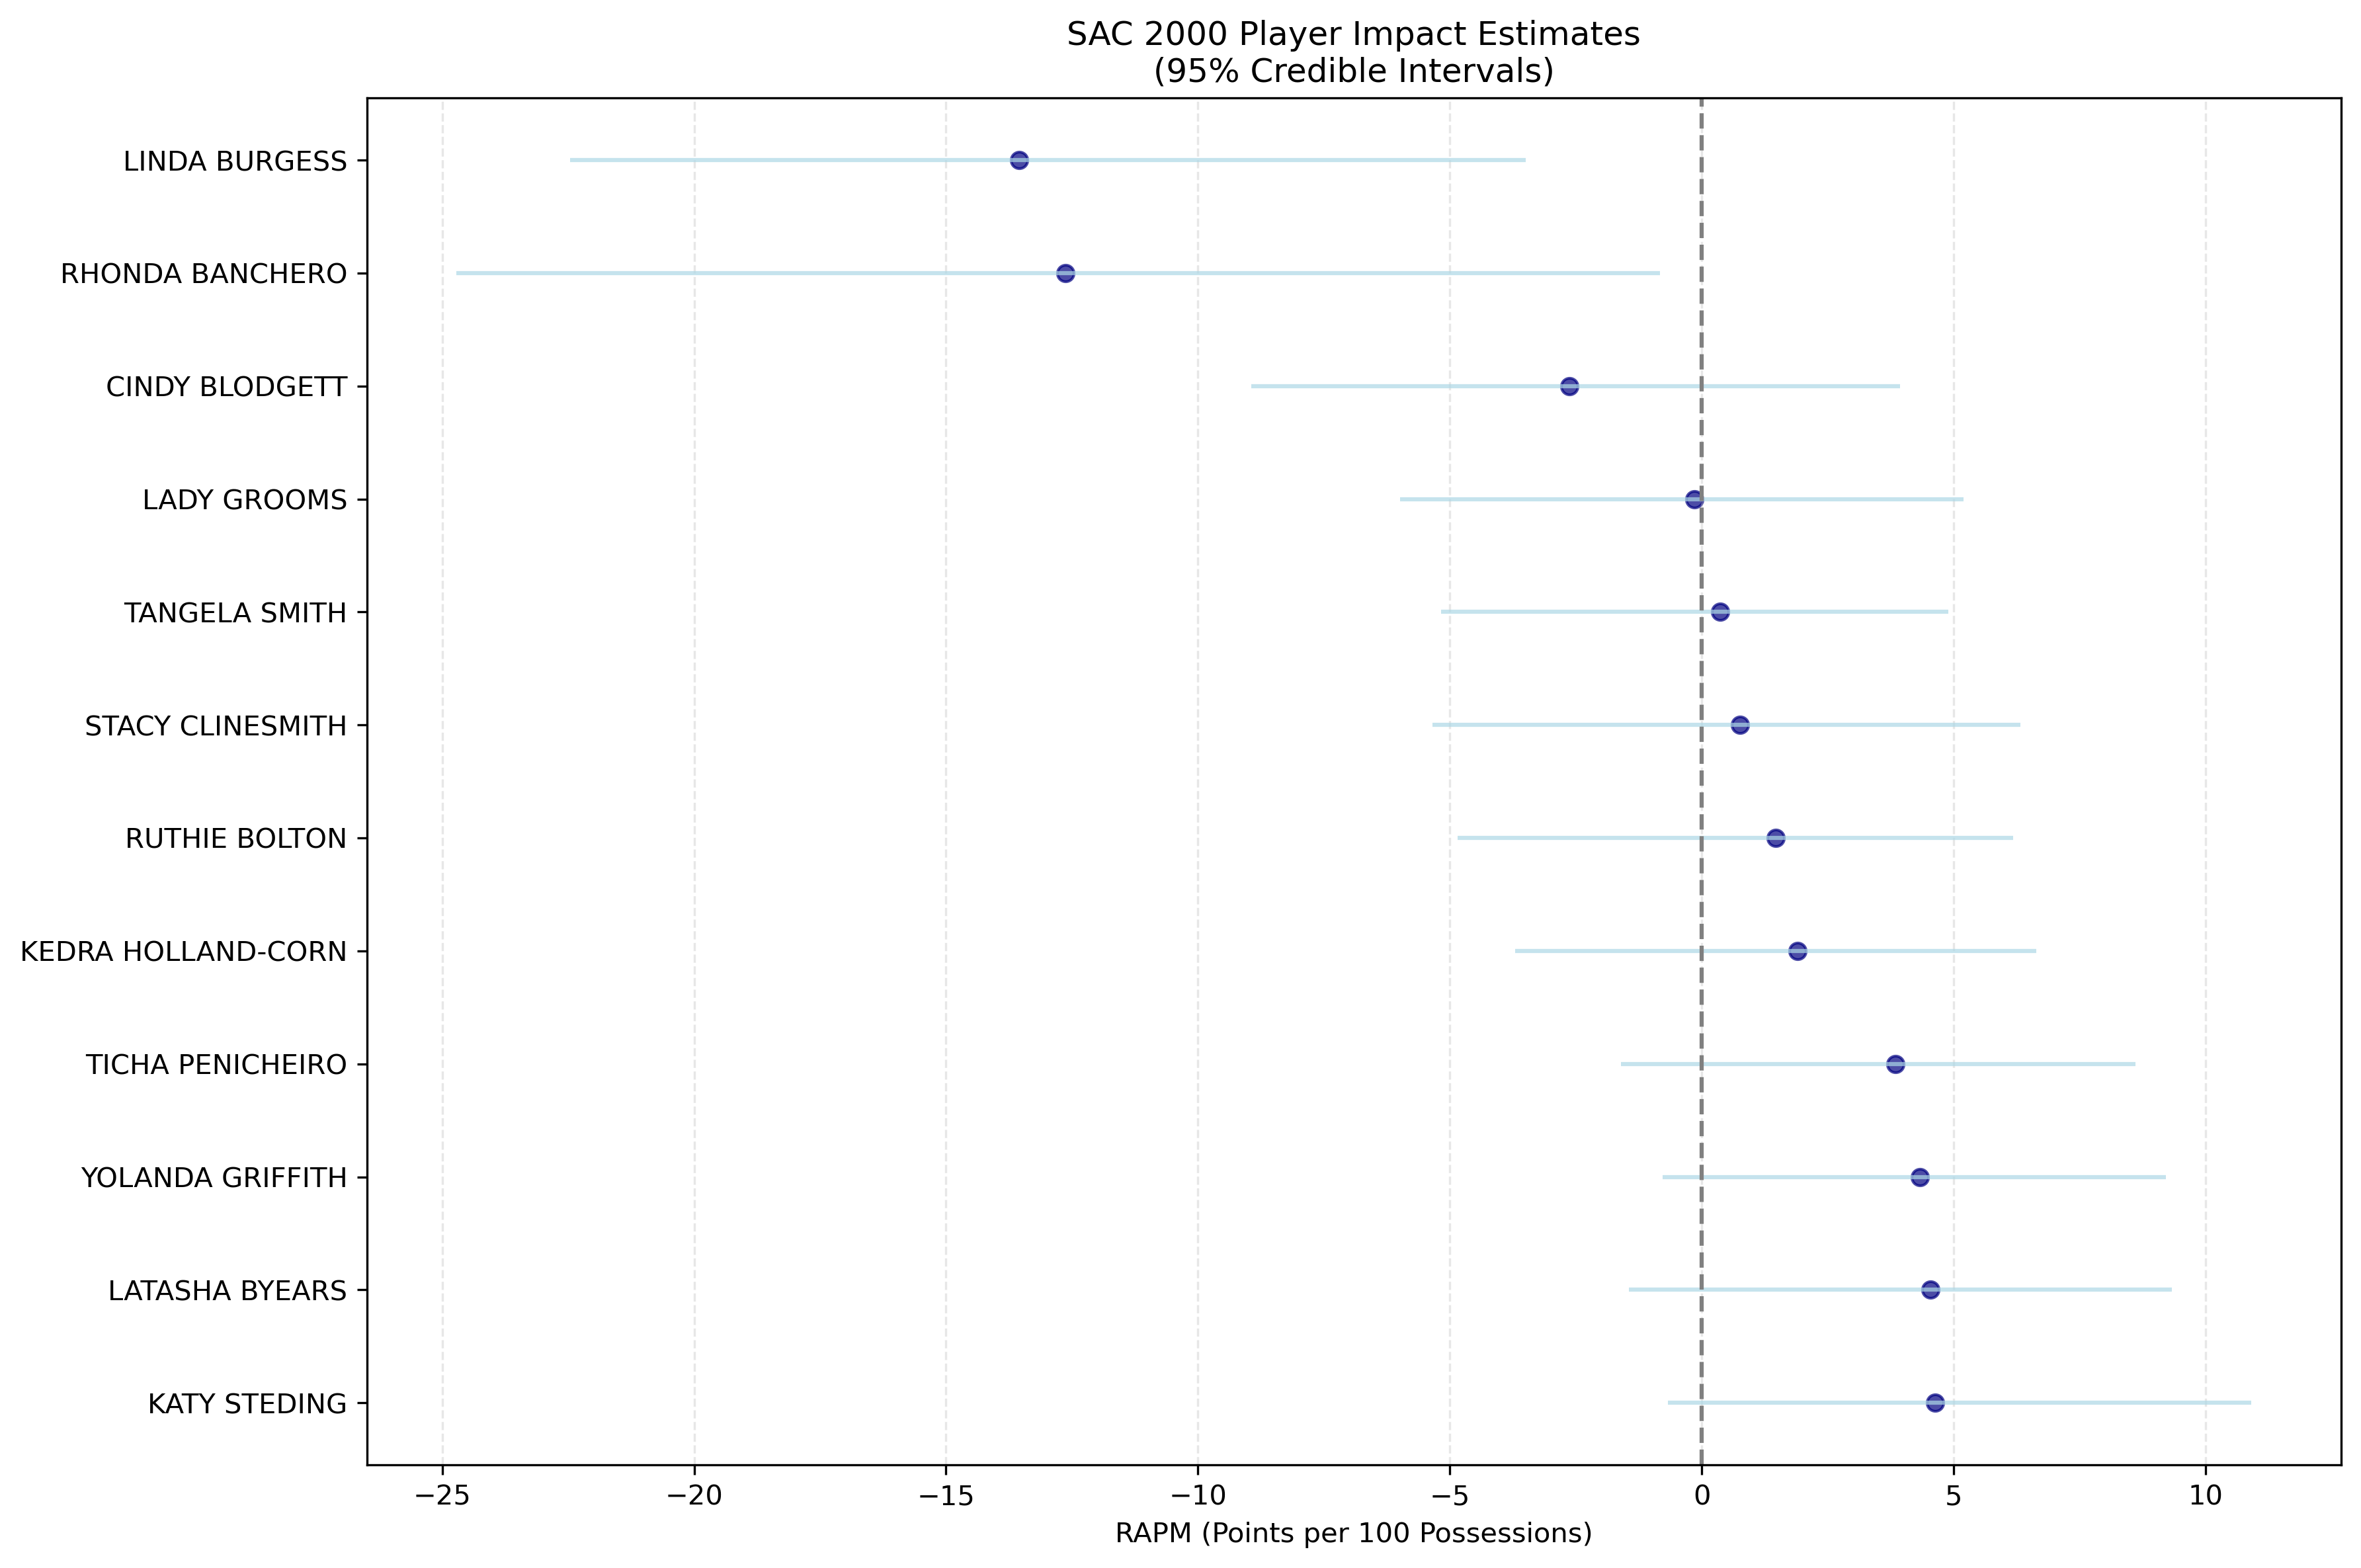 SAC 2000 Player Impact Estimates
(95% Credible Intervals)
LINDA BURGESS
RHONDA BANCHERO
CINDY BLODGETT
LADY GROOMS
TANGELA SMITH
STACY CLINESMITH
RUTHIE BOLTON
KEDRA HOLLAND-CORN
TICHA PENICHEIRO
YOLANDA GRIFFITH
LATASHA BYEARS
KATY STEDING
−25 −20 −15 −10 −5 0 5 10
RAPM (Points per 100 Possessions)